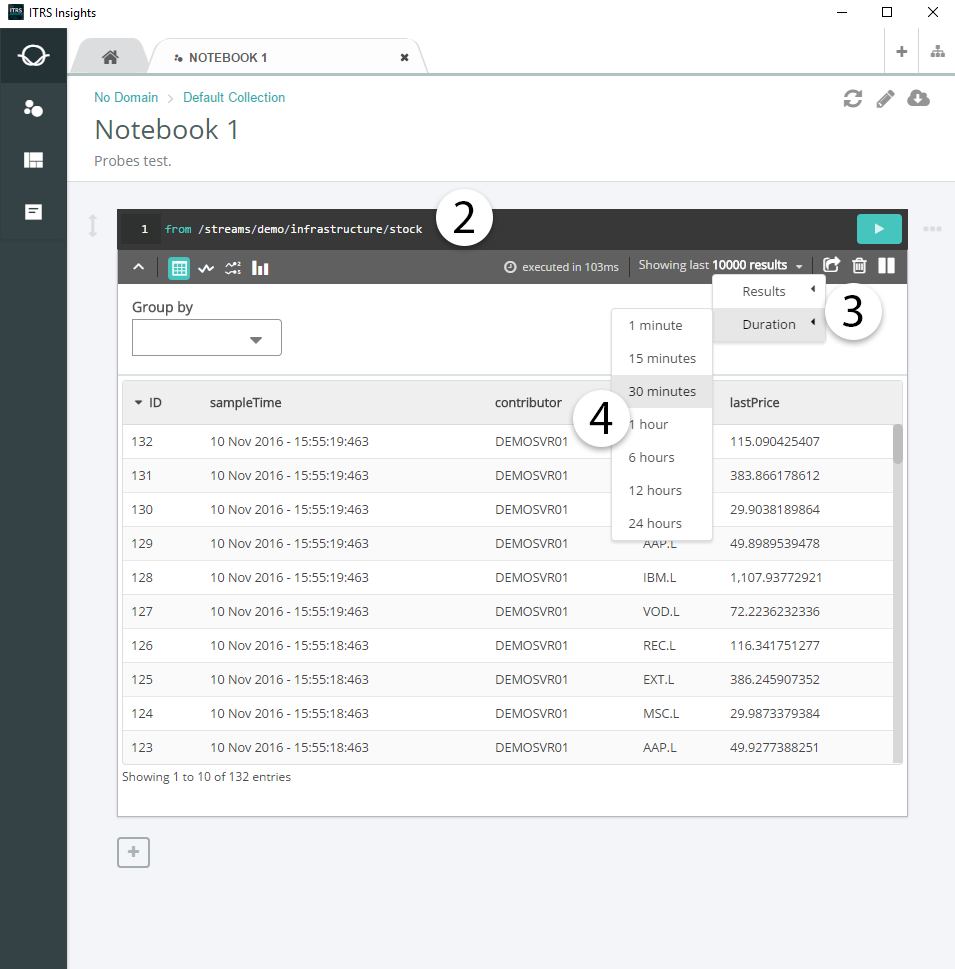 ITRS Insights
NOTEBOOK 1
No Domain > Default Collection
Notebook 1
Probes test.
2
1 from /streams/demo/infrastructure/stock
executed in 103ms Showing last 10000 results
Results
3
Duration
Group by
1 minute
15 minutes
30 minutes
4
1 hour
6 hours
12 hours
24 hours
ID sampleTime contributor lastPrice
132 10 Nov 2016 - 15:55:19:463 DEMOSVR01 115.090425407
131 10 Nov 2016 - 15:55:19:463 DEMOSVR01 383.866178612
130 10 Nov 2016 - 15:55:19:463 DEMOSVR01 29.9038189864
129 10 Nov 2016 - 15:55:19:463 DEMOSVR01 AAP.L 49.8989539478
128 10 Nov 2016 - 15:55:19:463 DEMOSVR01 IBM.L 1,107.93772921
127 10 Nov 2016 - 15:55:19:463 DEMOSVR01 VOD.L 72.2236232336
126 10 Nov 2016 - 15:55:18:463 DEMOSVR01 REC.L 116.341751277
125 10 Nov 2016 - 15:55:18:463 DEMOSVR01 EXT.L 386.245907352
124 10 Nov 2016 - 15:55:18:463 DEMOSVR01 MSC.L 29.9873379384
123 10 Nov 2016 - 15:55:18:463 DEMOSVR01 AAP.L 49.9277388251
Showing 1 to 10 of 132 entries